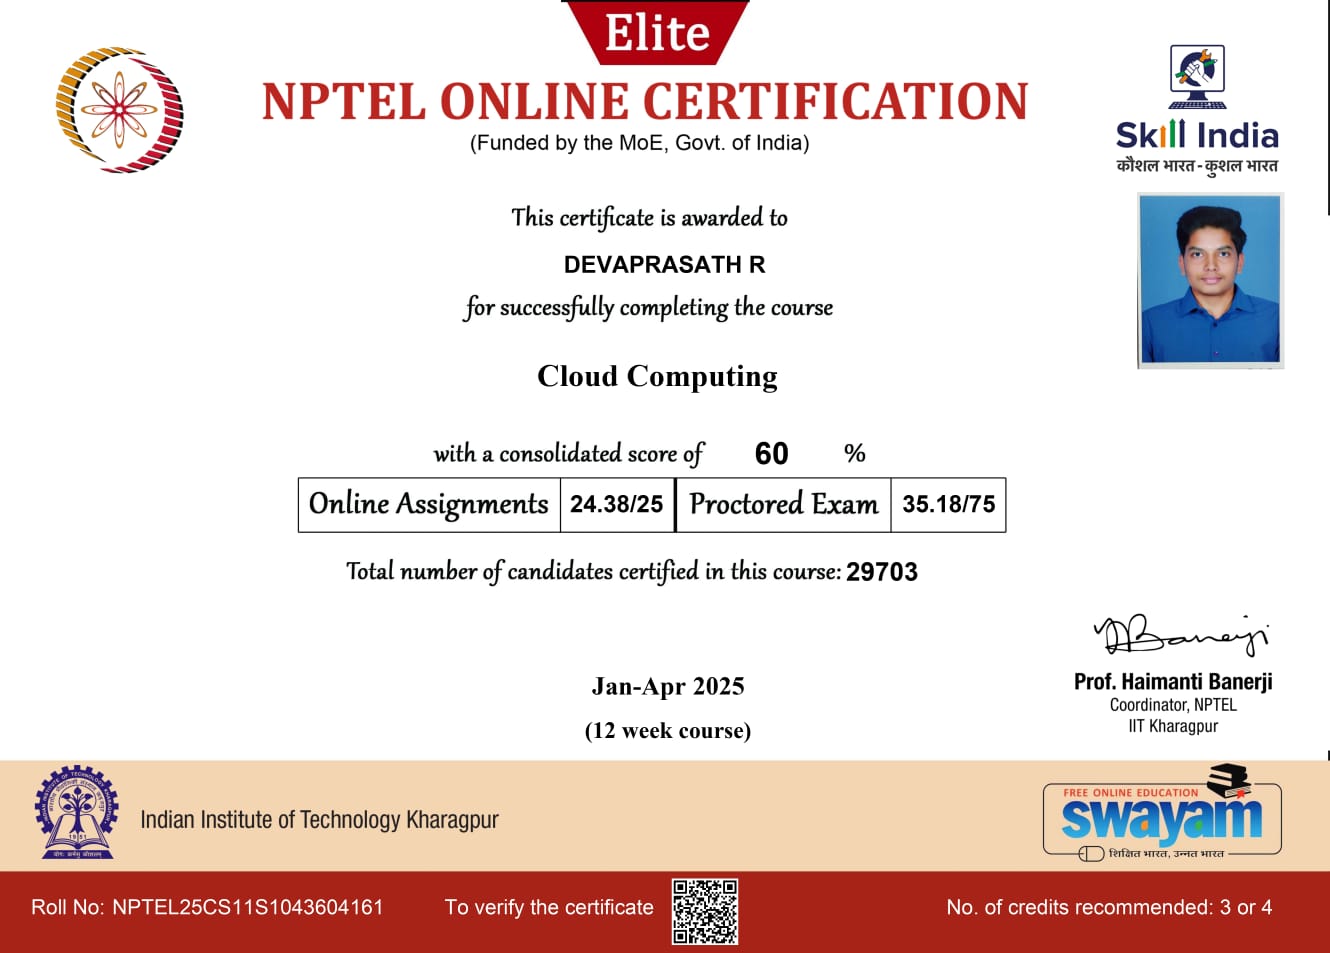 Elite
NPTEL ONLINE CERTIFICATION
(Funded by the MoE, Govt. of India)
Skill India
कौशल भारत - कुशल भारत
This certificate is awarded to
DEVAPRASATH R
for successfully completing the course
Cloud Computing
with a consolidated score of 60 %
Online Assignments 24.38/25 Proctored Exam 35.18/75
Total number of candidates certified in this course: 29703
Prof. Haimanti Banerji
Coordinator, NPTEL
IIT Kharagpur
Jan-Apr 2025
(12 week course)
Indian Institute of Technology Kharagpur
1951
FREE ONLINE EDUCATION
swayam
शिक्षित भारत, उन्नत भारत
Roll No: NPTEL25CS11S1043604161
To verify the certificate
No. of credits recommended: 3 or 4